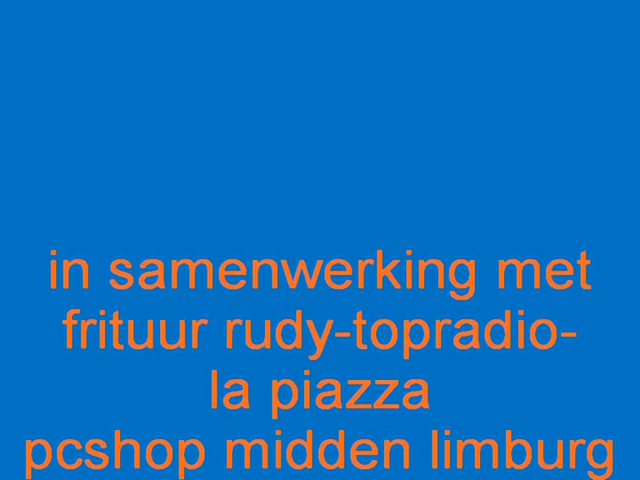 in samenwerking met
frituur rudy-topradio-
la piazza
pcshop midden limburg